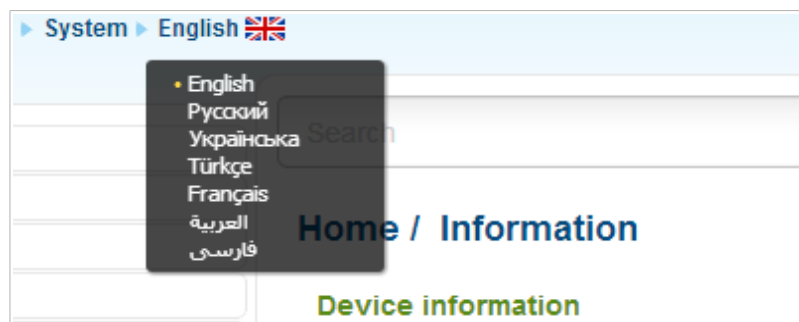 System English
• English
Русский
Українська
Türkçe
Français
العربية
فارسی
Search
Home / Information
Device information